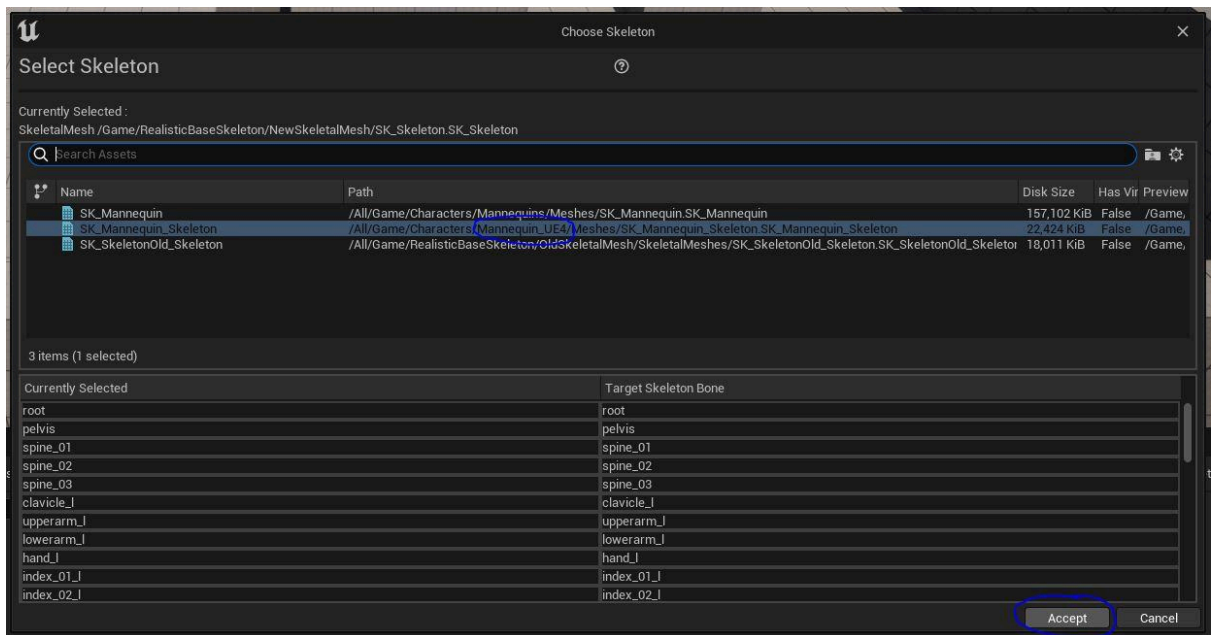 Choose Skeleton
Select Skeleton
Currently Selected :
SkeletalMesh /Game/RealisticBaseSkeleton/NewSkeletalMesh/SK_Skeleton.SK_Skeleton
Search Assets
Name Path Disk Size Has Vir Preview
SK_Mannequin /All/Game/Characters/Mannequins/Meshes/SK_Mannequin.SK_Mannequin 157,102 KiB False /Game,
SK_Mannequin_Skeleton /All/Game/Characters/Mannequin_UE4/Meshes/SK_Mannequin_Skeleton.SK_Mannequin_Skeleton 22,424 KiB False /Game,
SK_SkeletonOld_Skeleton /All/Game/RealisticBaseSkeleton/OldSkeletalMesh/SkeletalMeshes/SK_SkeletonOld_Skeleton.SK_SkeletonOld_Skeletor 18,011 KiB False /Game,
3 items (1 selected)
Currently Selected Target Skeleton Bone
root root
pelvis pelvis
spine_01 spine_01
spine_02 spine_02
spine_03 spine_03
clavicle_l clavicle_l
upperarm_l upperarm_l
lowerarm_l lowerarm_l
hand_l hand_l
index_01_l index_01_l
index_02_l index_02_l
Accept Cancel